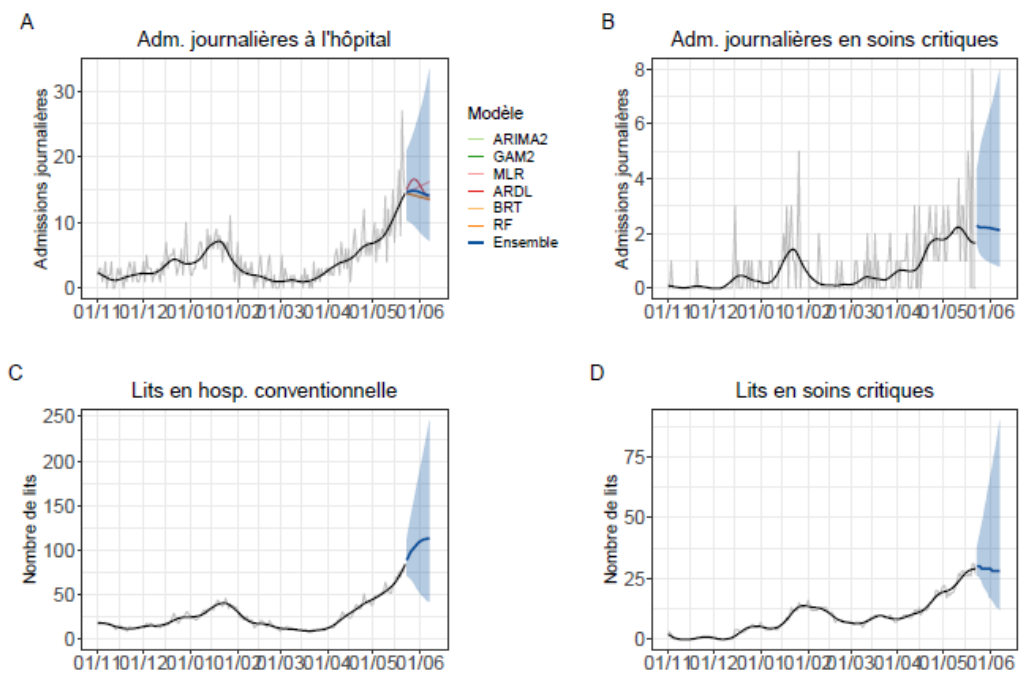 A
Adm. journalières à l'hôpital
Admissions journalières
30
20
10
0
01/11 01/12 01/01 01/02 01/03 01/04 01/05 01/06
Modèle
ARIMA2
GAM2
MLR
ARDL
BRT
RF
Ensemble
B
Adm. journalières en soins critiques
Admissions journalières
8
6
4
2
0
01/11 01/12 01/01 01/02 01/03 01/04 01/05 01/06
C
Lits en hosp. conventionnelle
Nombre de lits
250
200
150
100
50
0
01/11 01/12 01/01 01/02 01/03 01/04 01/05 01/06
D
Lits en soins critiques
Nombre de lits
75
50
25
0
01/11 01/12 01/01 01/02 01/03 01/04 01/05 01/06